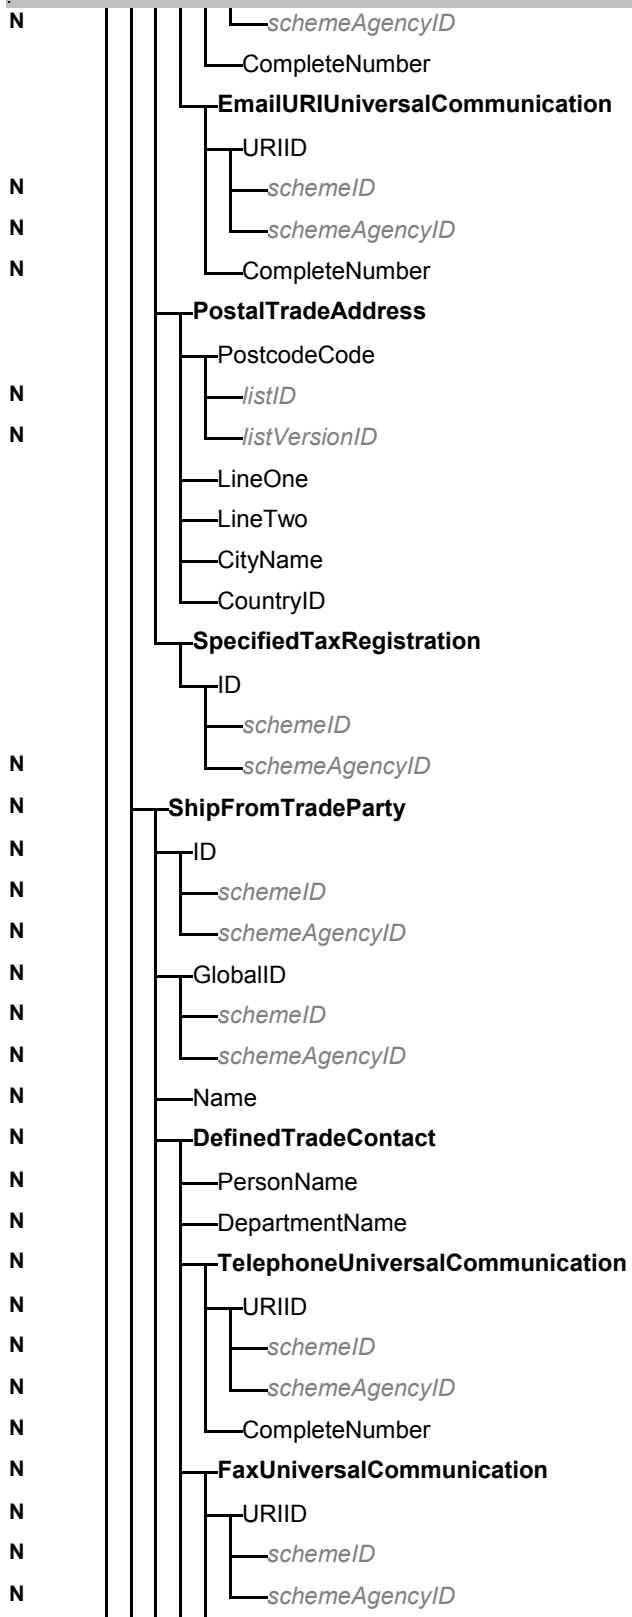 N schemeAgencyID
CompleteNumber
EmailURIUniversalCommunication
URIID
N schemeID
N schemeAgencyID
N CompleteNumber
PostalTradeAddress
PostcodeCode
N listID
N listVersionID
LineOne
LineTwo
CityName
CountryID
SpecifiedTaxRegistration
ID
schemeID
N schemeAgencyID
N ShipFromTradeParty
N ID
N schemeID
N schemeAgencyID
N GlobalID
N schemeID
N schemeAgencyID
N Name
N DefinedTradeContact
N PersonName
N DepartmentName
N TelephoneUniversalCommunication
N URIID
N schemeID
N schemeAgencyID
N CompleteNumber
N FaxUniversalCommunication
N URIID
N schemeID
N schemeAgencyID